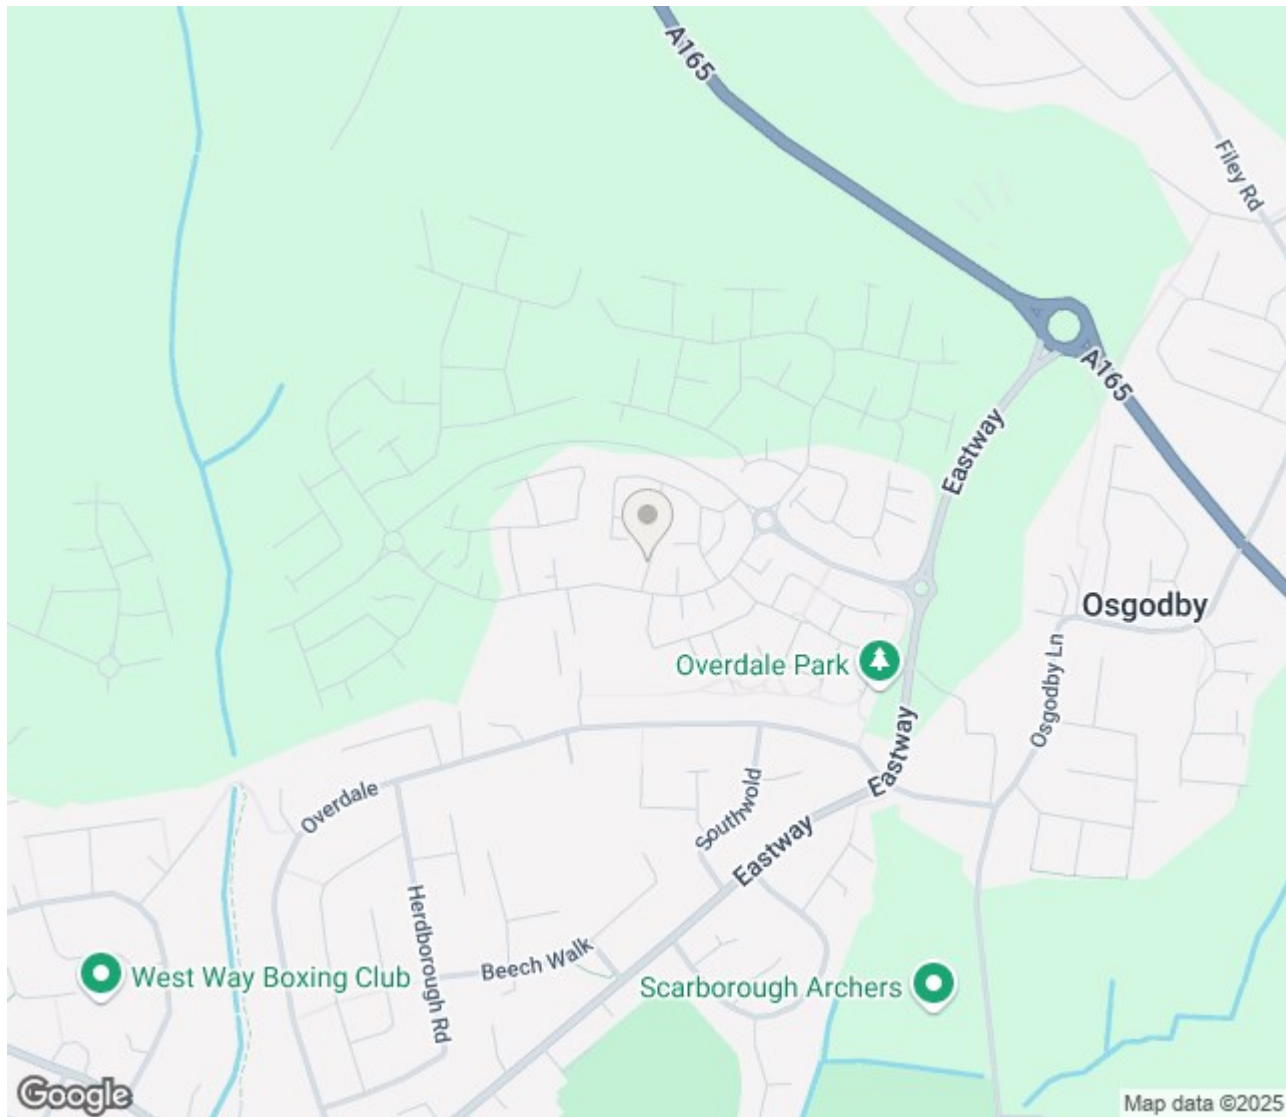 A165
Filey Rd
A165
Eastway
Osgodby
Overdale Park
Osgodby Ln
Eastway
Overdale
Southwold
Eastway
Herdborough Rd
Beech Walk
West Way Boxing Club
Scarborough Archers
Google
Map data ©2025